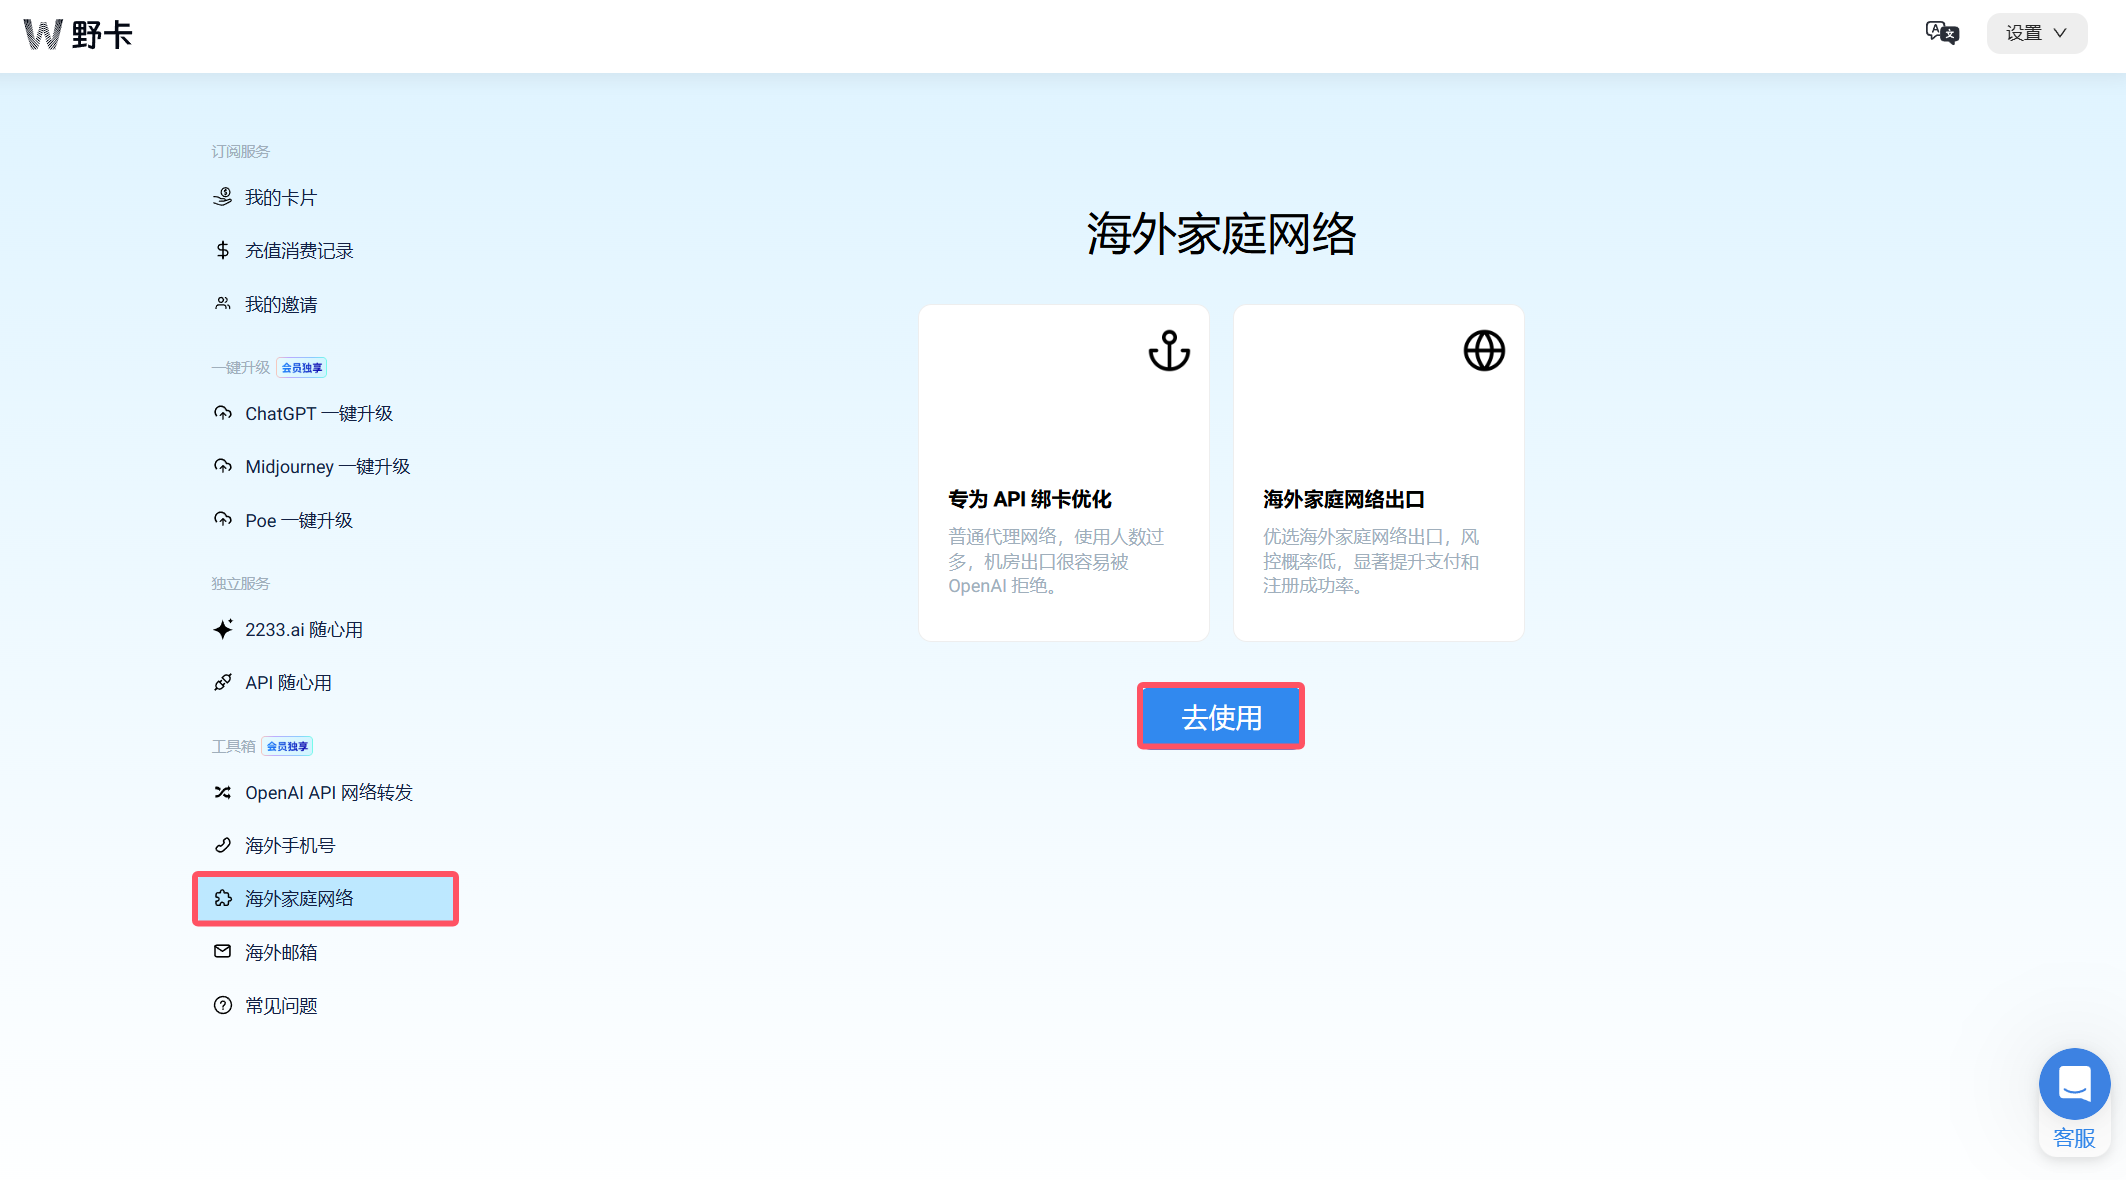 W 野卡
设置
订阅服务
我的卡片
充值消费记录
我的邀请
一键升级 会员独享
ChatGPT 一键升级
Midjourney 一键升级
Poe 一键升级
独立服务
2233.ai 随心用
API 随心用
工具箱 会员独享
OpenAI API 网络转发
海外手机号
海外家庭网络
海外邮箱
常见问题
海外家庭网络
专为 API 绑卡优化
普通代理网络，使用人数过
多，机房出口很容易被
OpenAI 拒绝。
海外家庭网络出口
优选海外家庭网络出口，风
控概率低，显著提升支付和
注册成功率。
去使用
客服